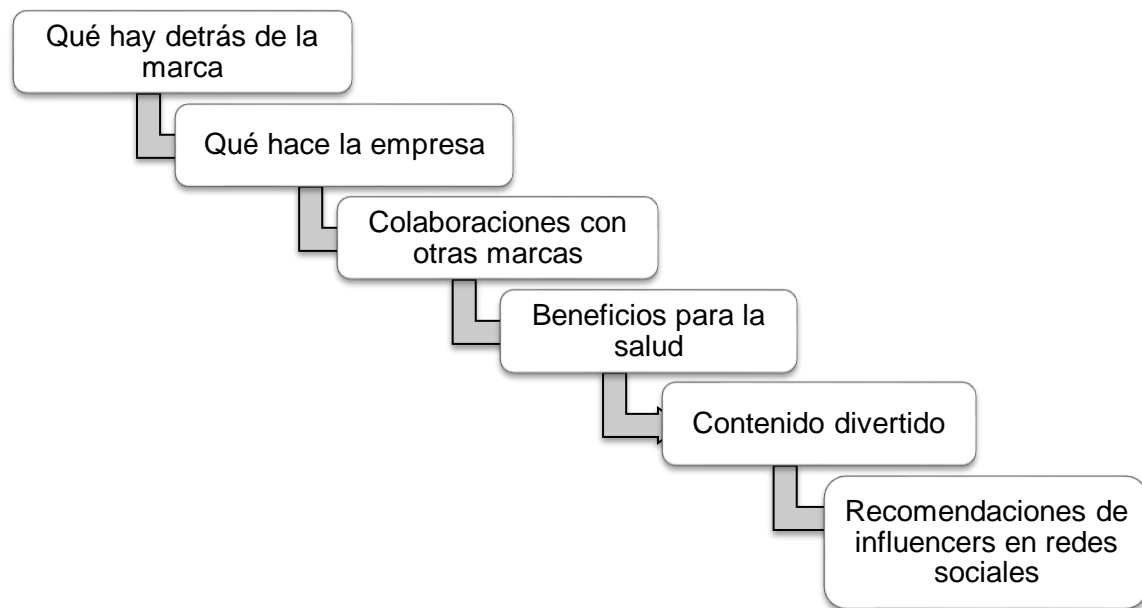 Qué hay detrás de la
marca
Qué hace la empresa
Colaboraciones con
otras marcas
Beneficios para la
salud
Contenido divertido
Recomendaciones de
influencers en redes
sociales